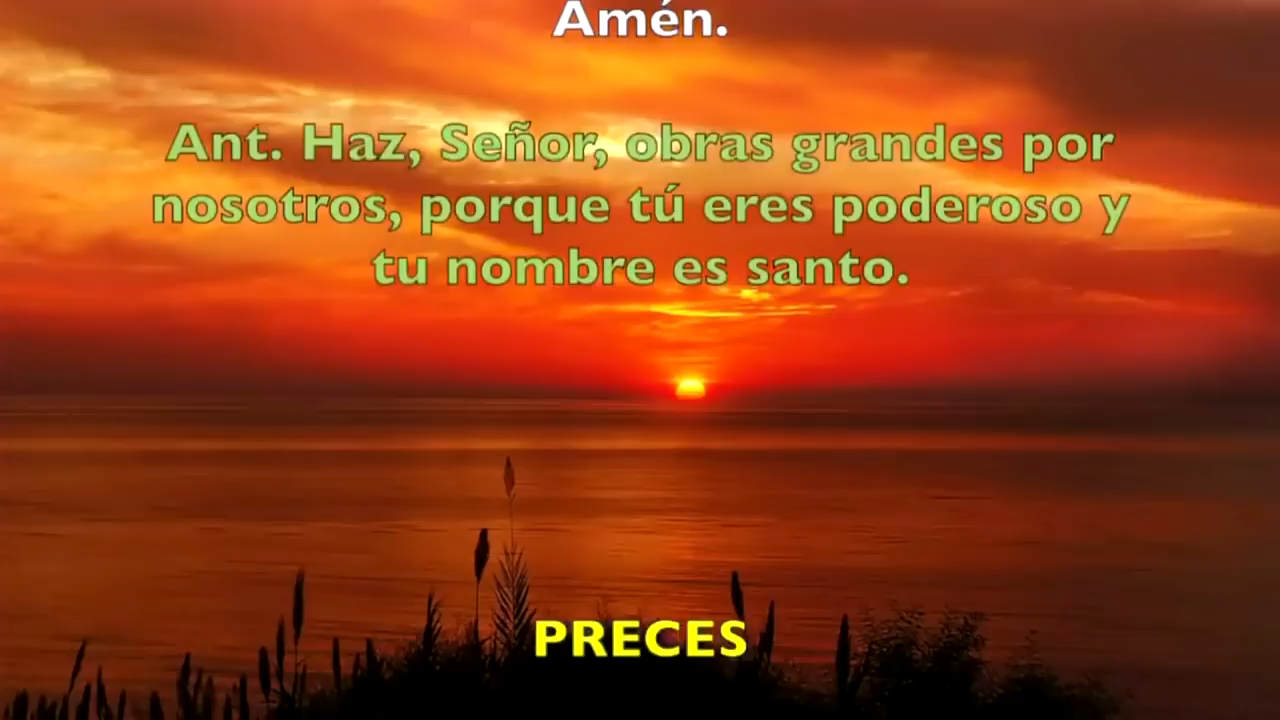 Amén.
Ant. Haz, Señor, obras grandes por
nosotros, porque tú eres poderoso y
tu nombre es santo.
PRECES